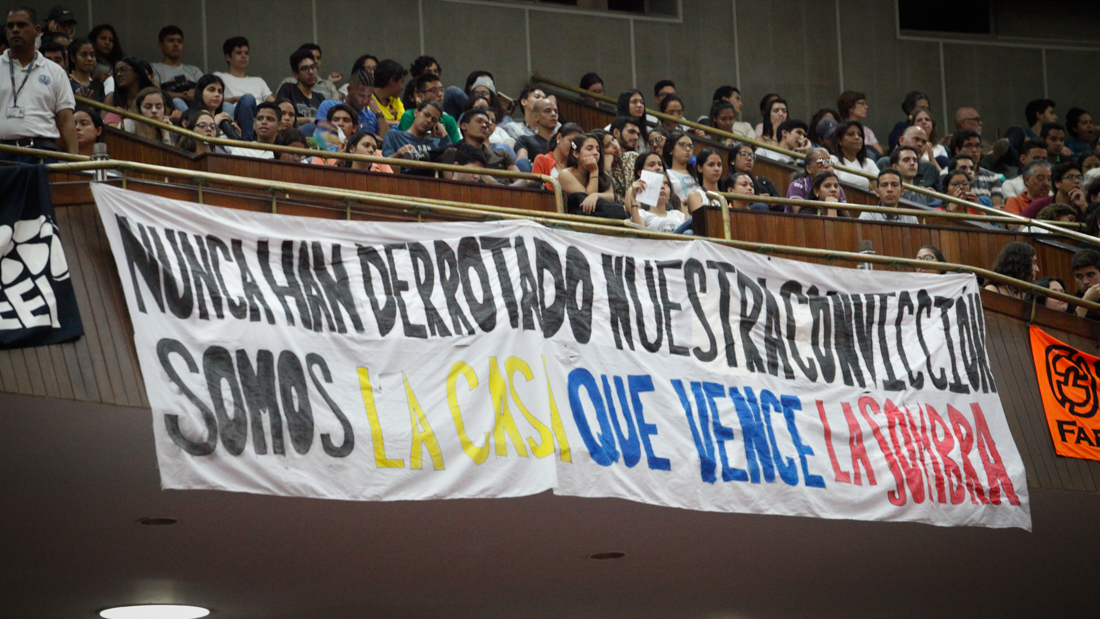 NUNCA HAN DERROTADO NUESTRA CONVICCIÓN
SOMOS LA CASA QUE VENCE LA SOMBRA